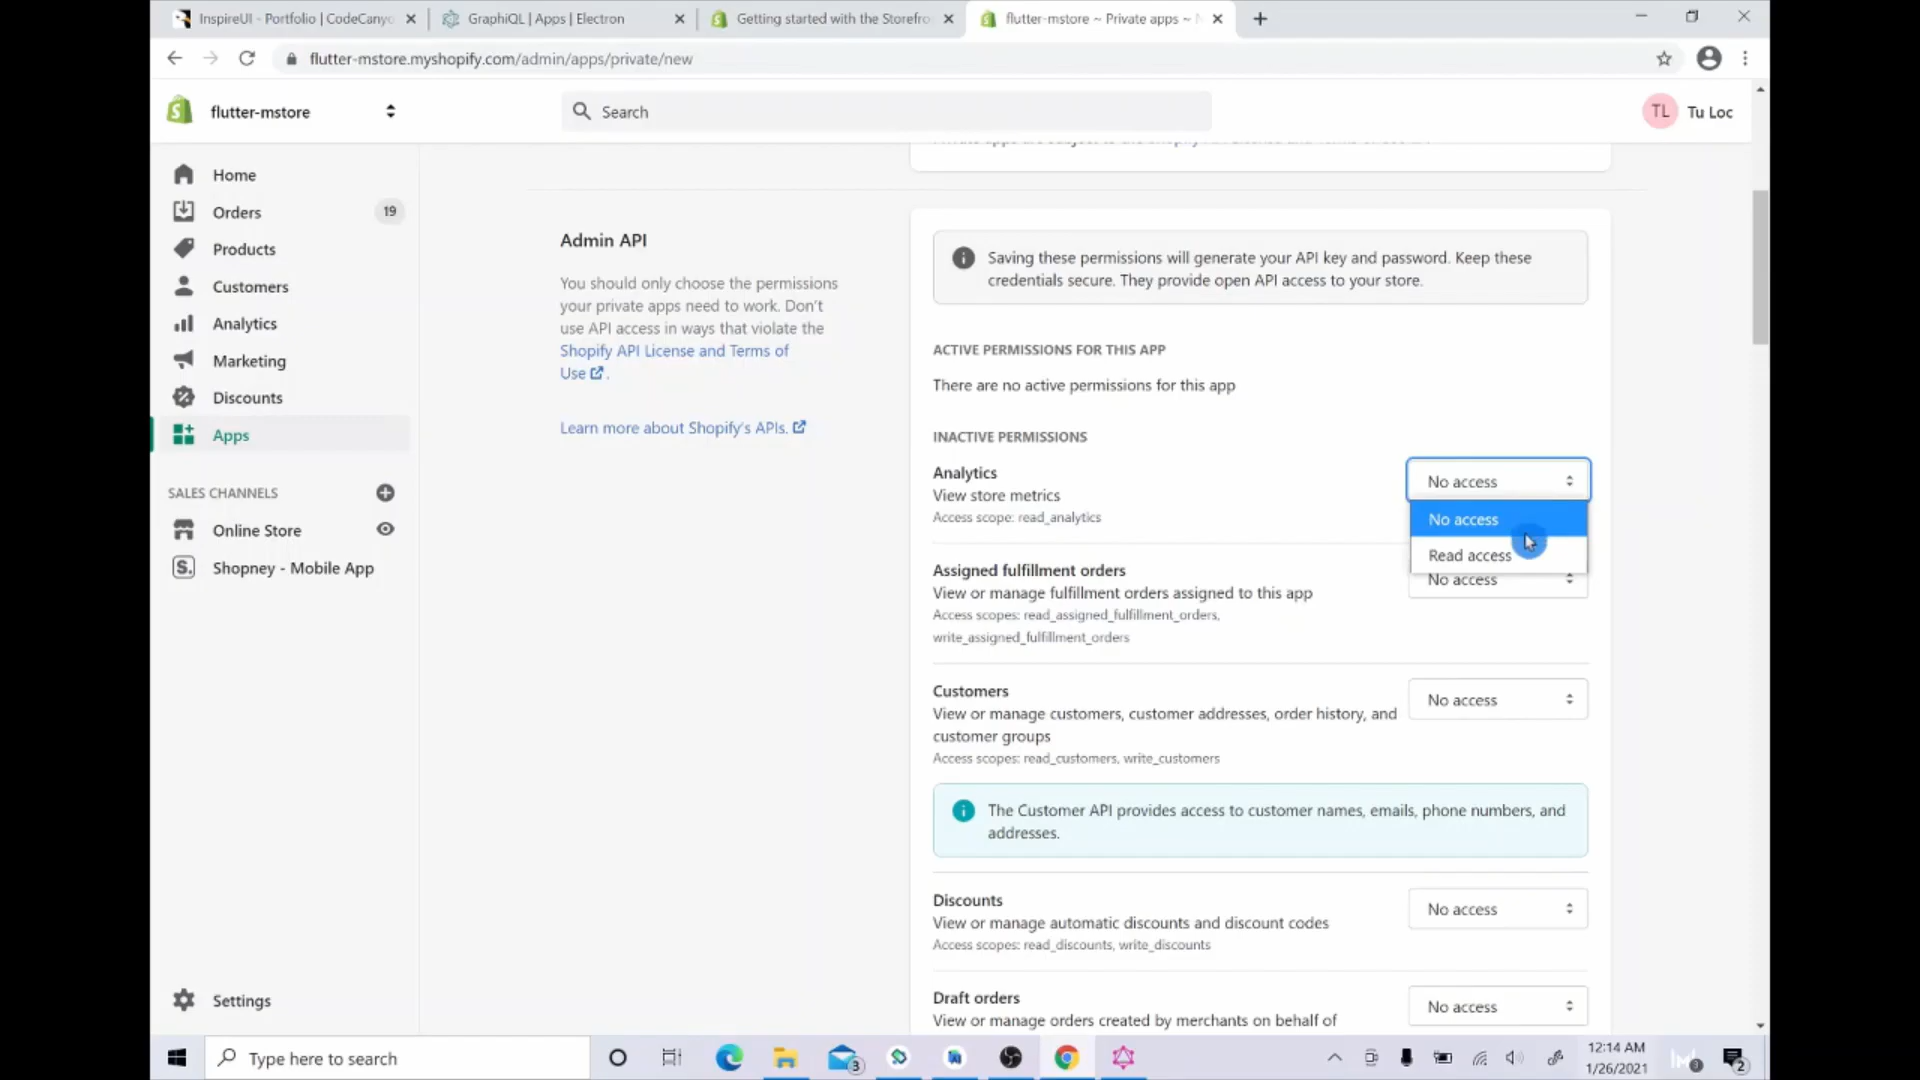 InspireUI - Portfolio | CodeCanyo
GraphiQL | Apps | Electron
Getting started with the Storefro
flutter-mstore ~ Private apps ~
flutter-mstore.myshopify.com/admin/apps/private/new
flutter-mstore
Search
TL
Tu Loc
Home
Orders
19
Products
Customers
Analytics
Marketing
Discounts
Apps
SALES CHANNELS
Online Store
S.
Shopney - Mobile App
Settings
Admin API
You should only choose the permissions
your private apps need to work. Don't
use API access in ways that violate the
Shopify API License and Terms of
Use .
Learn more about Shopify's APIs.
Saving these permissions will generate your API key and password. Keep these
credentials secure. They provide open API access to your store.
ACTIVE PERMISSIONS FOR THIS APP
There are no active permissions for this app
INACTIVE PERMISSIONS
Analytics
View store metrics
Access scope: read_analytics
No access
No access
Read access
Assigned fulfillment orders
View or manage fulfillment orders assigned to this app
Access scopes: read_assigned_fulfillment_orders,
write_assigned_fulfillment_orders
No access
Customers
View or manage customers, customer addresses, order history, and
customer groups
Access scopes: read_customers, write_customers
No access
The Customer API provides access to customer names, emails, phone numbers, and
addresses.
Discounts
View or manage automatic discounts and discount codes
Access scopes: read_discounts, write_discounts
No access
Draft orders
View or manage orders created by merchants on behalf of
No access
Type here to search
3
12:14 AM
1/26/2021
2